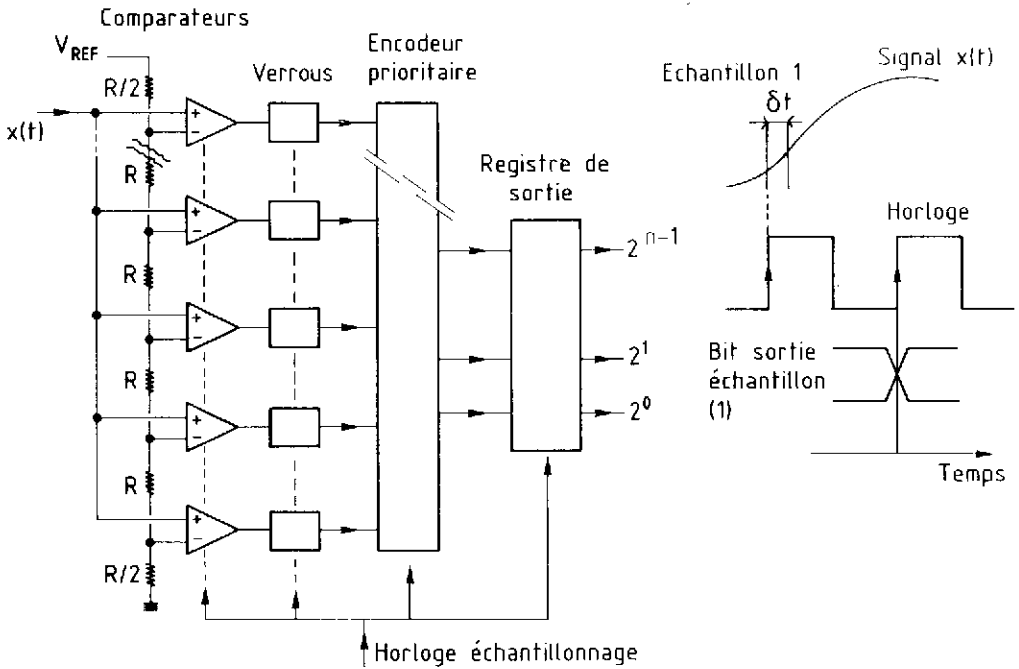 Comparateurs
V_REF
R/2
x(t)
R
R
R
R
R/2
Verrous
Encodeur
prioritaire
+
−
+
−
+
−
+
−
+
−
Registre de
sortie
2^n-1
2^1
2^0
Horloge échantillonnage
Signal x(t)
Echantillon 1
δt
Horloge
Bit sortie
échantillon
(1)
Temps